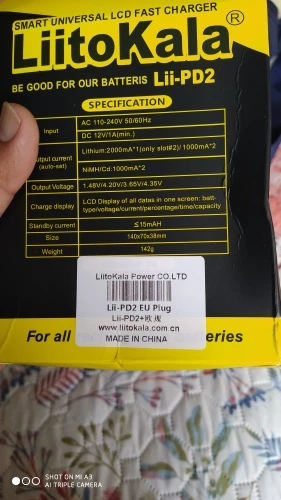 SMART UNIVERSAL LCD FAST CHARGER
LiitoKala®
BE GOOD FOR OUR BATTERIS Lii-PD2
SPECIFICATION
Input
AC 110-240V 50/60Hz
DC 12V/1A(min.)
utput current
(auto-set)
Lithium:2000mA*1(only slot#2)/ 1000mA*2
NiMH/Cd:1000mA*2
Output Voltage
1.48V/4.20V/3.65V/4.35V
Charge display
LCD Display of all datas in one screen: batt-
type/voltage/current/percentage/time/capacity
Standby current
≤15mAH
Size
140x70x38mm
Weight
142g
LiitoKala Power CO.LTD
Lii-PD2 EU Plug
Lii-PD2+欧规
www.liitokala.com.cn
MADE IN CHINA
For all
eries
SHOT ON MI A3
AI TRIPLE CAMERA